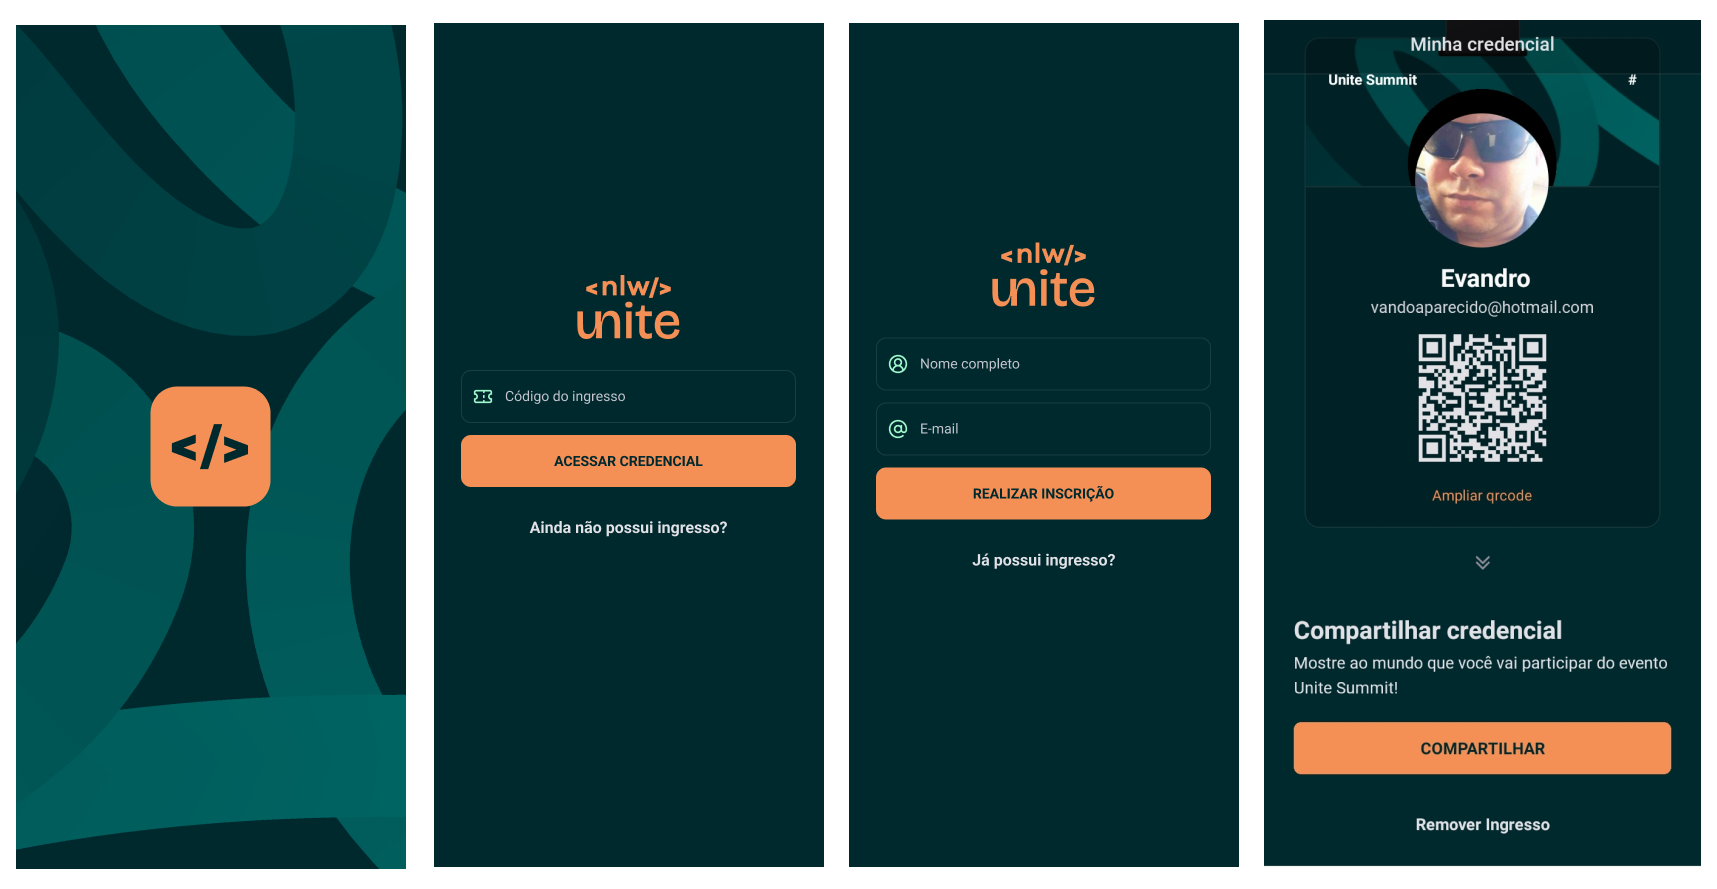 </>
<nlw/>
unite
Código do ingresso
ACESSAR CREDENCIAL
Ainda não possui ingresso?
<nlw/>
unite
Nome completo
E-mail
REALIZAR INSCRIÇÃO
Já possui ingresso?
Minha credencial
Unite Summit #
Evandro
vandoaparecido@hotmail.com
Ampliar qrcode
Compartilhar credencial
Mostre ao mundo que você vai participar do evento
Unite Summit!
COMPARTILHAR
Remover Ingresso